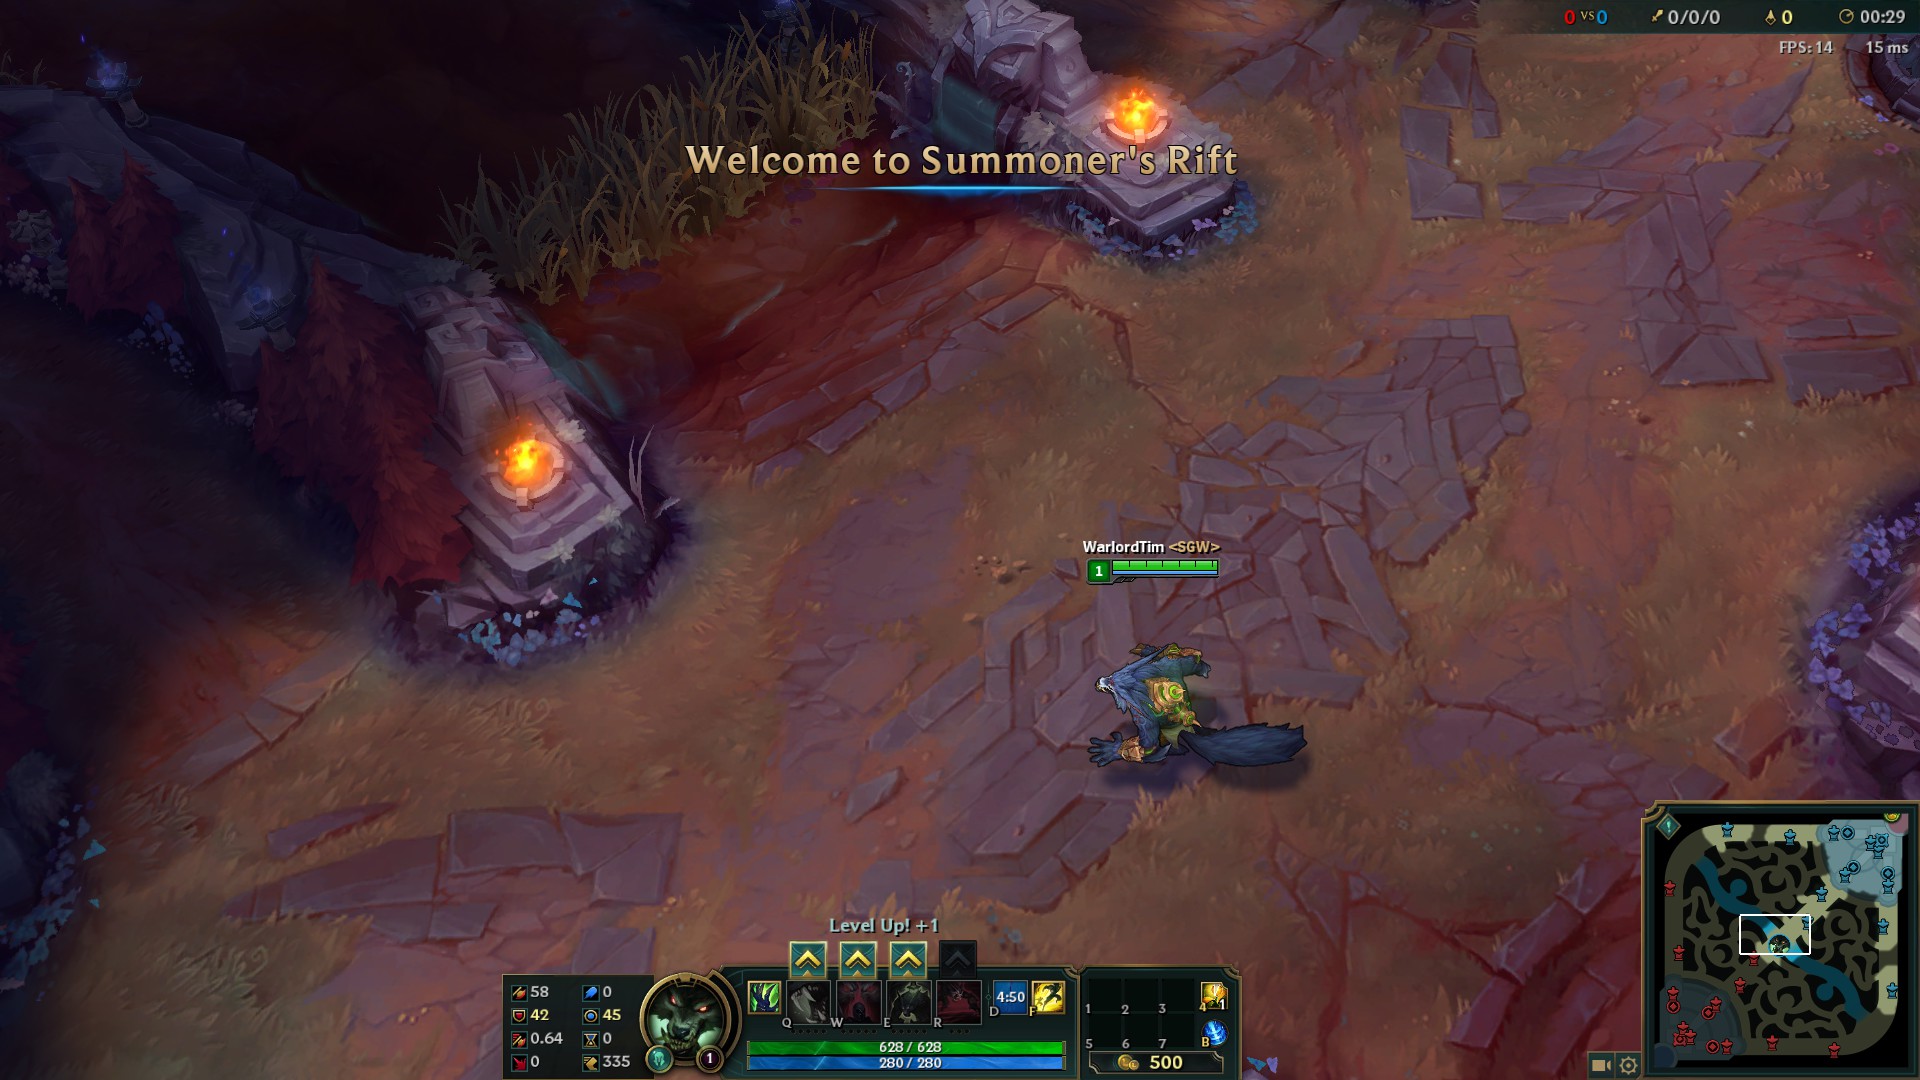 0 VS 0 0/0/0 0 00:29
FPS: 14 15 ms
Welcome to Summoner's Rift
WarlordTim <SGW>
1
Level Up! +1
58 0
42 45
0.64 0
0 335
1
Q W E R D F
4:50
628 / 628
280 / 280
1 2 3 4 1
5 6 7 B
500